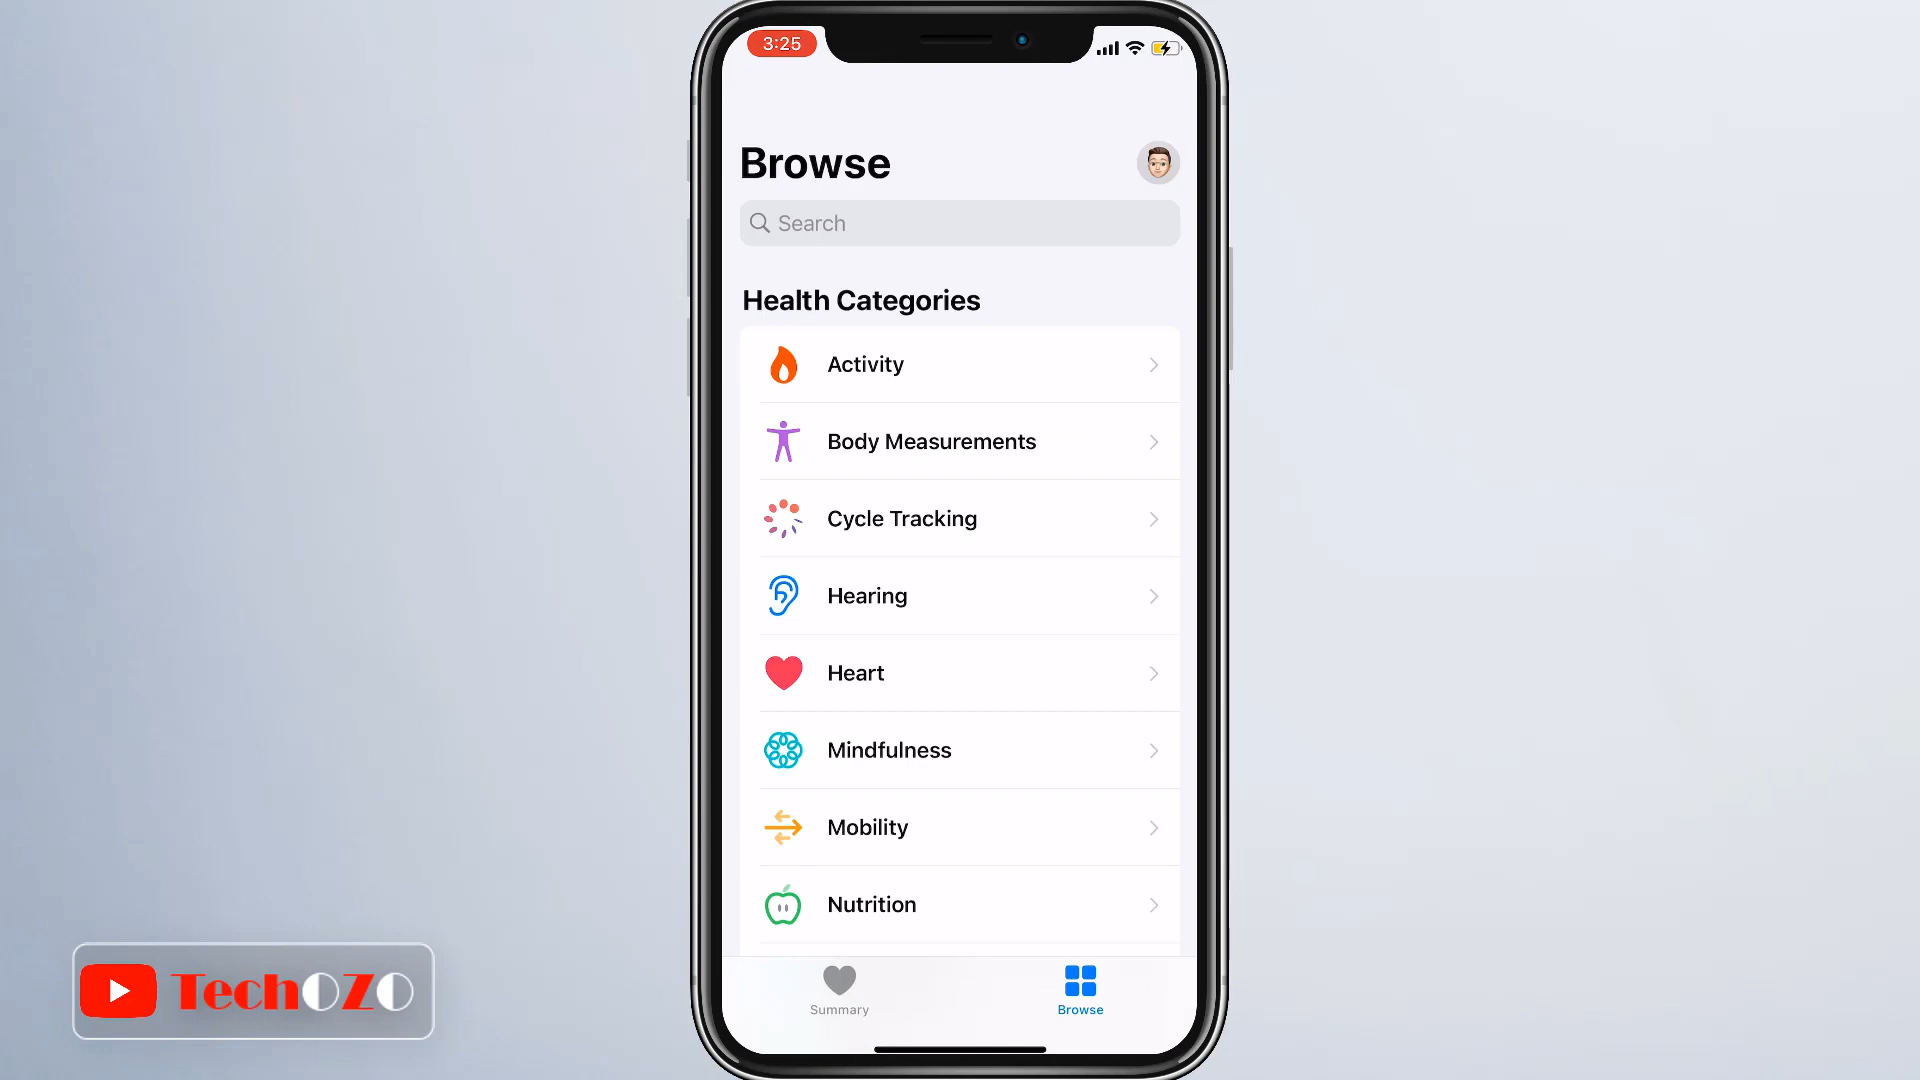 3:25
Browse
Search
Health Categories
Activity
Body Measurements
Cycle Tracking
Hearing
Heart
Mindfulness
Mobility
Nutrition
Summary
Browse
TechOZO